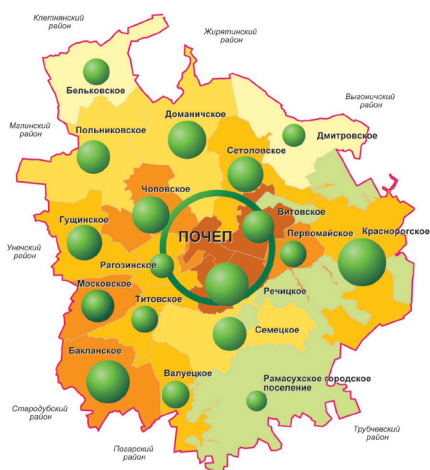 Клетнянский
район
Жирятинский
район
Бельковское
Выгоничский
район
Мглинский
район
Польниковское
Доманичское
Дмитровское
Сетоловское
Чоповское
Гущинское
Витовское
Унечский
район
ПОЧЕП
Первомайское
Красногорское
Рагозинское
Московское
Титовское
Речицкое
Семецкое
Бакланское
Валуецкое
Рамасухское городское
поселение
Стародубский
район
Погарский
район
Трубчевский
район